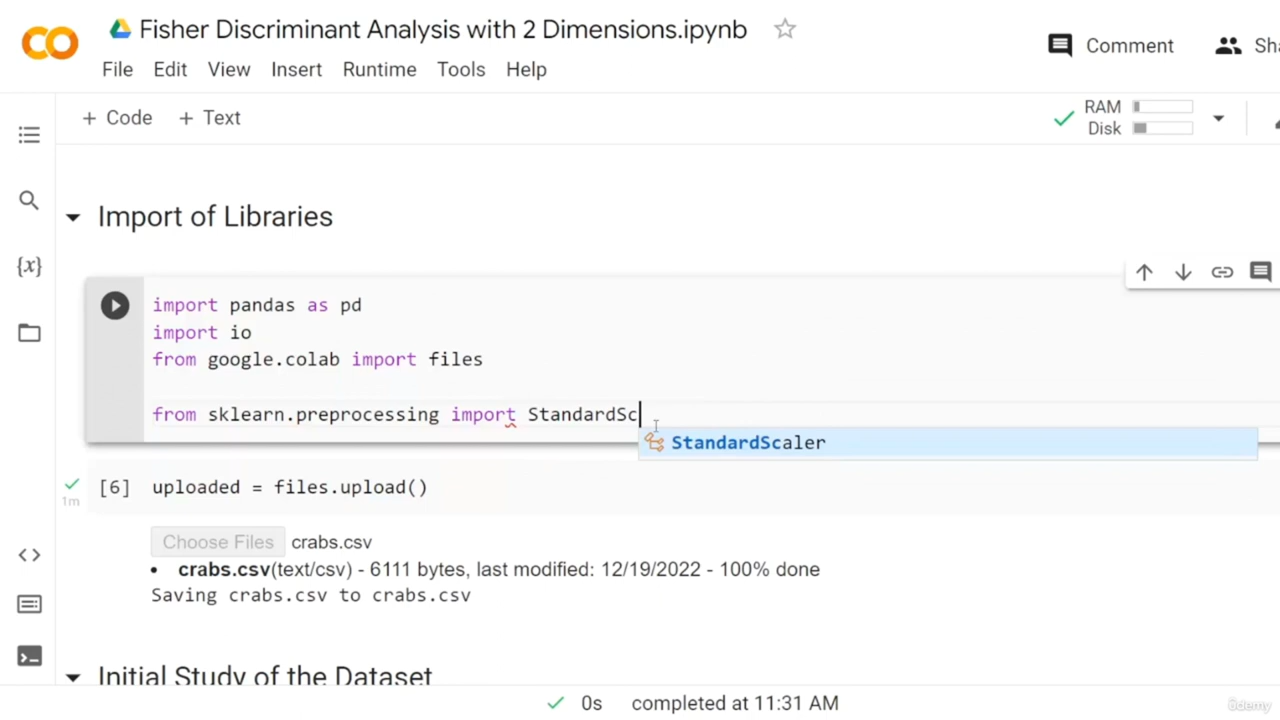 Fisher Discriminant Analysis with 2 Dimensions.ipynb
Comment
Sha
File Edit View Insert Runtime Tools Help
+ Code + Text
RAM
Disk
Import of Libraries
{x}
import pandas as pd
import io
from google.colab import files
from sklearn.preprocessing import StandardSc
StandardScaler
1m
[6] uploaded = files.upload()
Choose Files crabs.csv
• crabs.csv(text/csv) - 6111 bytes, last modified: 12/19/2022 - 100% done
Saving crabs.csv to crabs.csv
Initial Study of the Dataset
0s completed at 11:31 AM
ûdemy